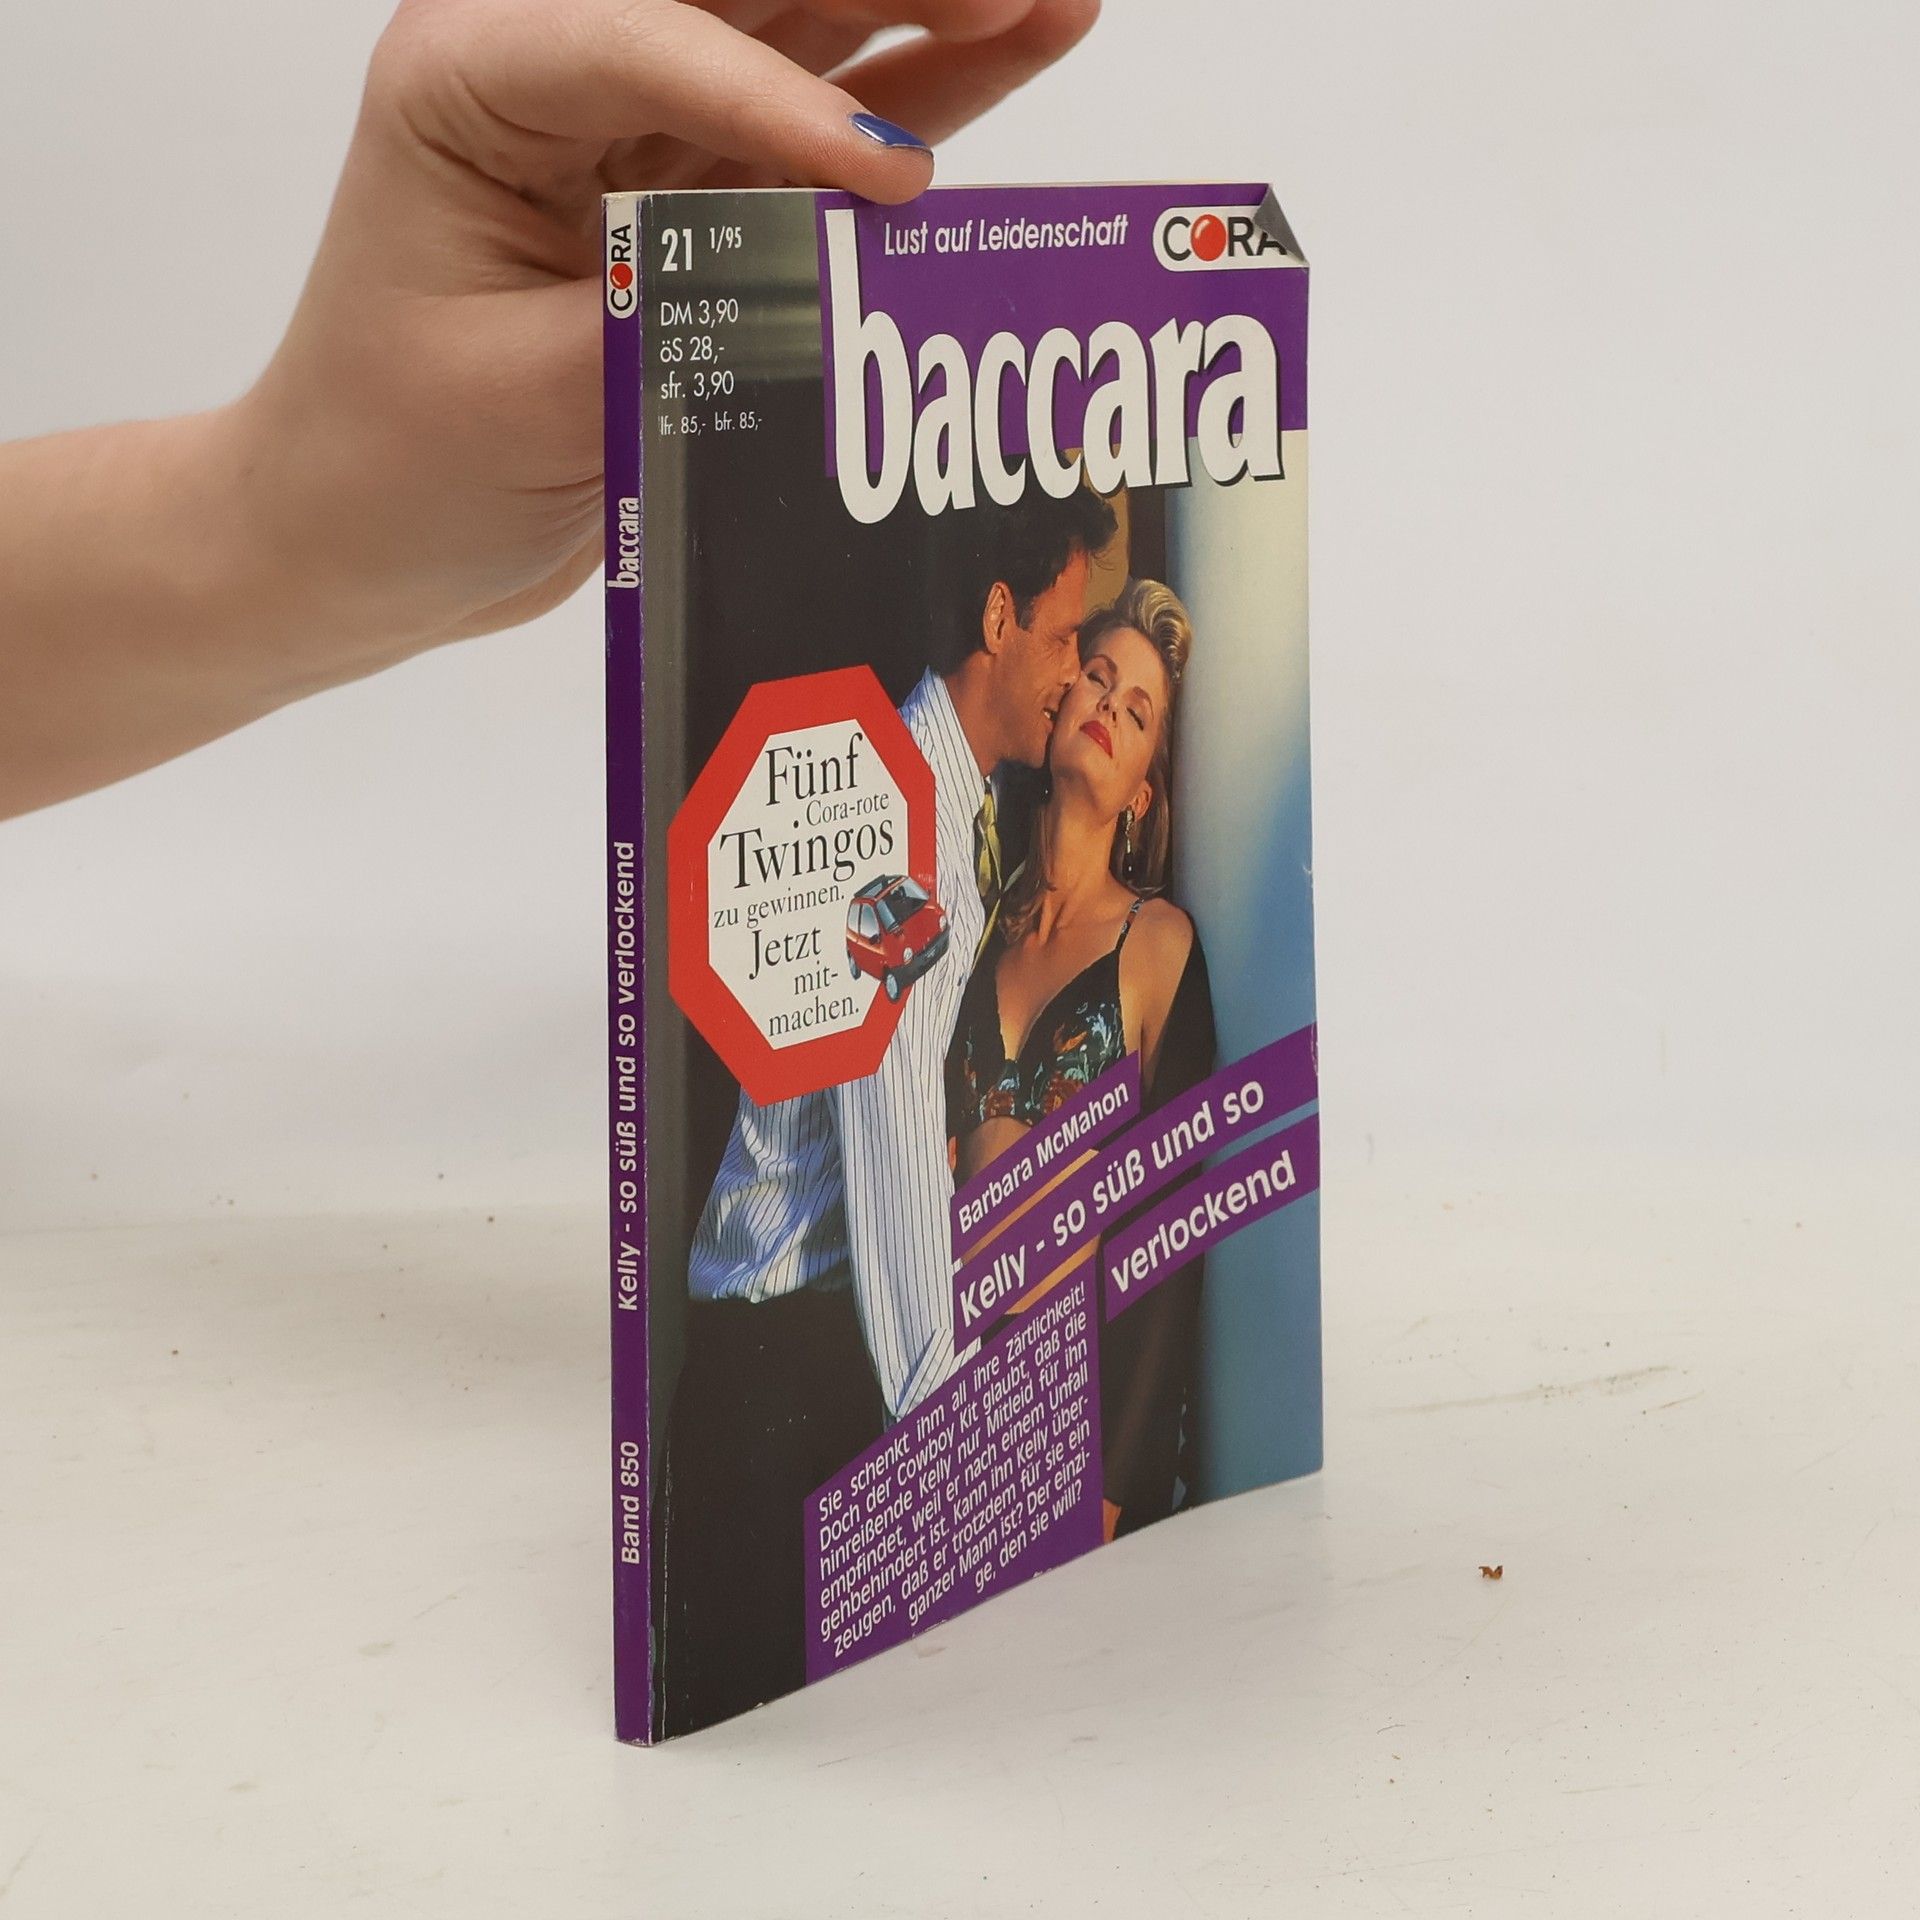 CORA
baccara
Kelly - so süß und so verlockend
Band 850
21 1/95
DM 3,90
öS 28,-
sfr. 3,90
lfr. 85,- bfr. 85,-
Lust auf Leidenschaft
CORA
baccara
Fünf
Cora-rote
Twingos
zu gewinnen.
Jetzt
mit-
machen.
Barbara McMahon
Kelly - so süß und so
verlockend
Sie schenkt ihm all ihre Zärtlichkeit!
Doch der Cowboy Kit glaubt, daß die
hinreißende Kelly nur Mitleid für ihn
empfindet, weil er nach einem Unfall
gehbehindert ist. Kann ihn Kelly über-
zeugen, daß er trotzdem für sie ein
ganzer Mann ist? Der einzi-
ge, den sie will?